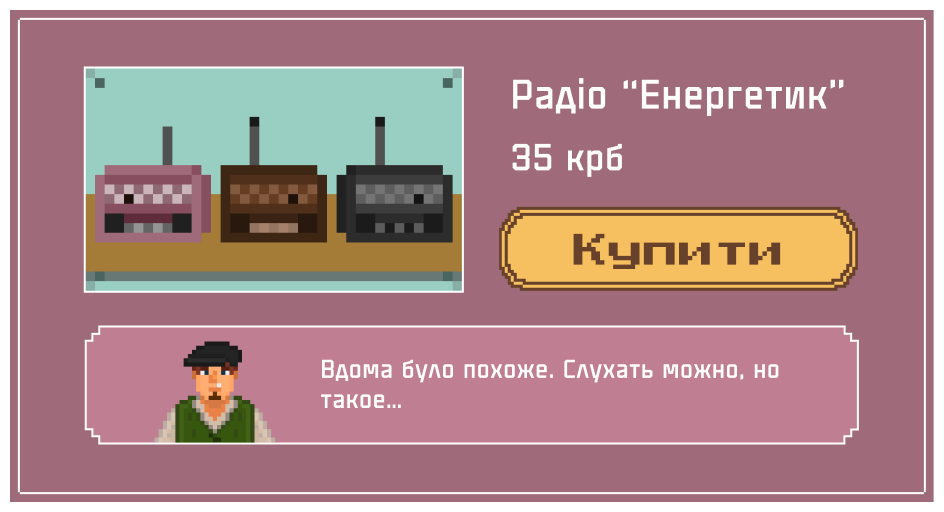 Радіо “Енергетик”
35 крб
Купити
Вдома було похоже. Слухать можно, но
такое...